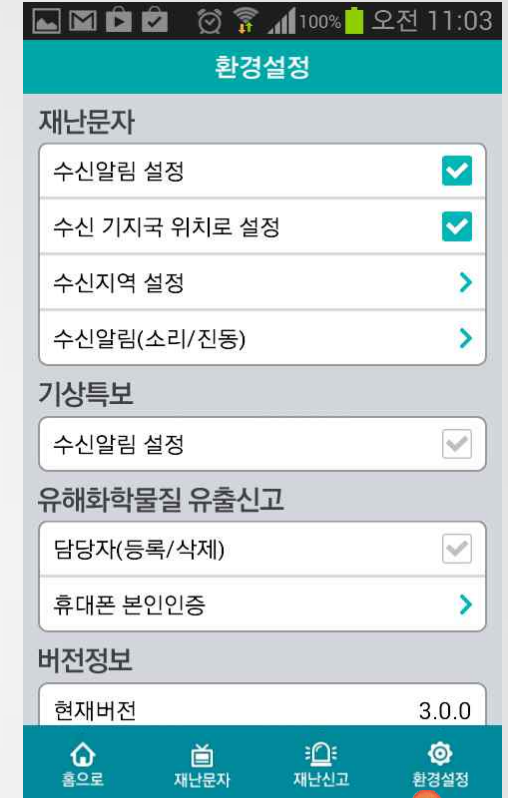 100% 오전 11:03
환경설정
재난문자
수신알림 설정
수신 기지국 위치로 설정
수신지역 설정
수신알림(소리/진동)
기상특보
수신알림 설정
유해화학물질 유출신고
담당자(등록/삭제)
휴대폰 본인인증
버전정보
현재버전 3.0.0
홈으로 재난문자 재난신고 환경설정